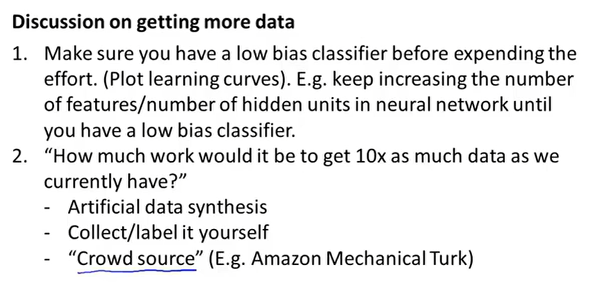 Discussion on getting more data
1. Make sure you have a low bias classifier before expending the
effort. (Plot learning curves). E.g. keep increasing the number
of features/number of hidden units in neural network until
you have a low bias classifier.
2. “How much work would it be to get 10x as much data as we
currently have?”
- Artificial data synthesis
- Collect/label it yourself
- “Crowd source” (E.g. Amazon Mechanical Turk)